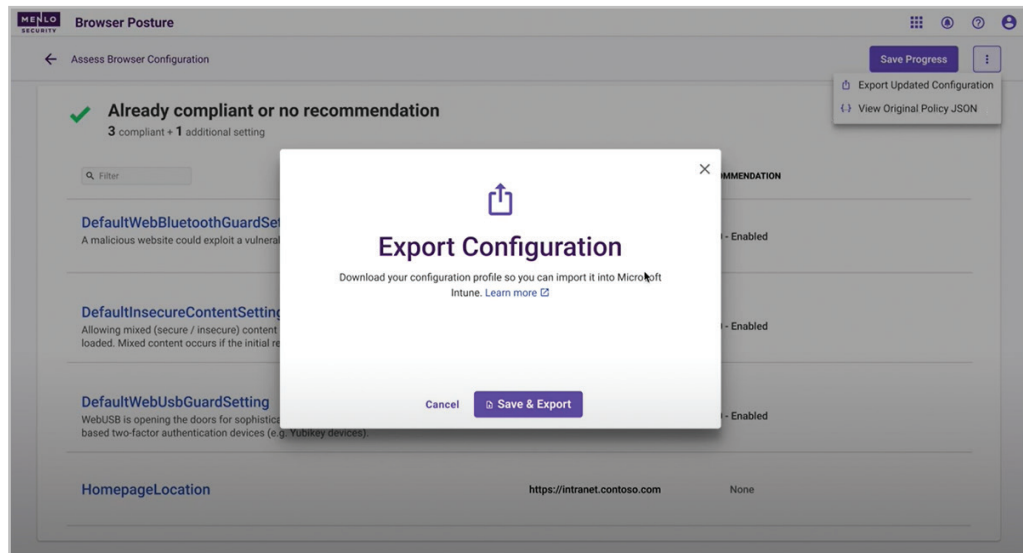 MENLO
SECURITY
Browser Posture
Assess Browser Configuration
Save Progress
Export Updated Configuration
{·} View Original Policy JSON
Already compliant or no recommendation
3 compliant + 1 additional setting
Filter
DefaultWebBluetoothGuardSet
A malicious website could exploit a vulneral
- Enabled
DefaultInsecureContentSetting
Allowing mixed (secure / insecure) content
loaded. Mixed content occurs if the initial re
- Enabled
DefaultWebUsbGuardSetting
WebUSB is opening the doors for sophistica
based two-factor authentication devices (e.g. Yubikey devices).
- Enabled
HomepageLocation
https://intranet.contoso.com
None
Export Configuration
Download your configuration profile so you can import it into Microsoft
Intune. Learn more
Cancel
Save & Export